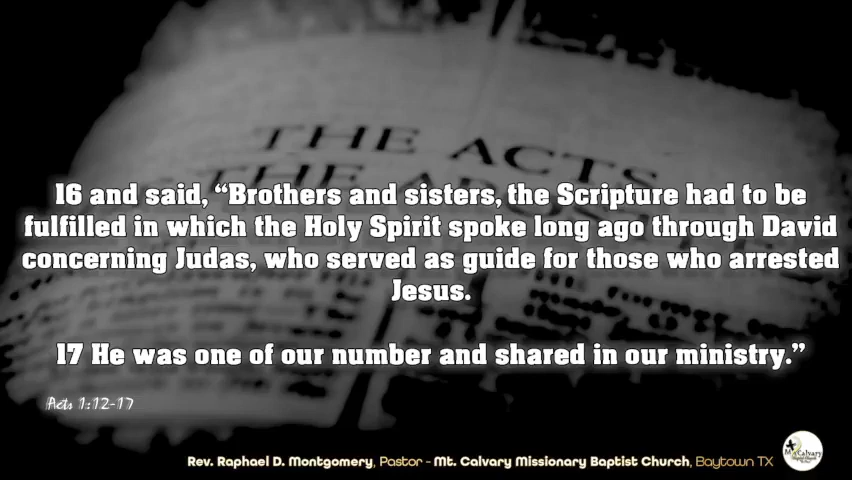 THE ACTS
THE
16 and said, “Brothers and sisters, the Scripture had to be
fulfilled in which the Holy Spirit spoke long ago through David
concerning Judas, who served as guide for those who arrested
Jesus.
17 He was one of our number and shared in our ministry.”
Acts 1:12-17
Rev. Raphael D. Montgomery, Pastor - Mt. Calvary Missionary Baptist Church, Baytown TX
Mt Calvary